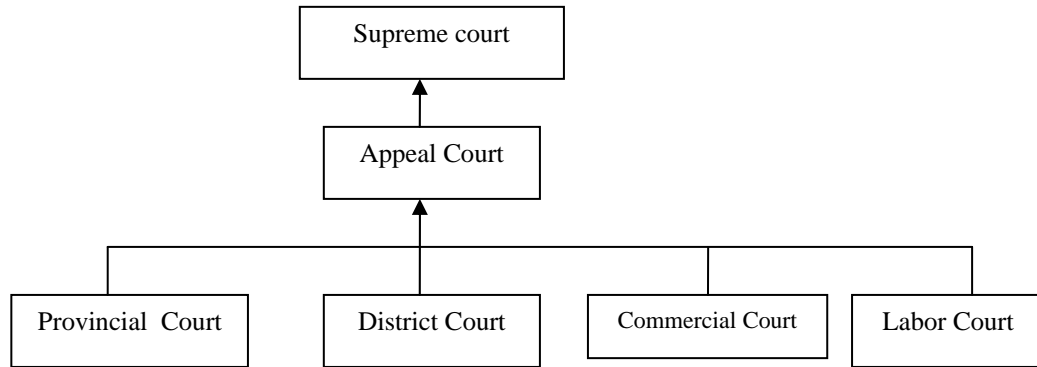 Supreme court
Appeal Court
Provincial  Court
District Court
Commercial Court
Labor Court